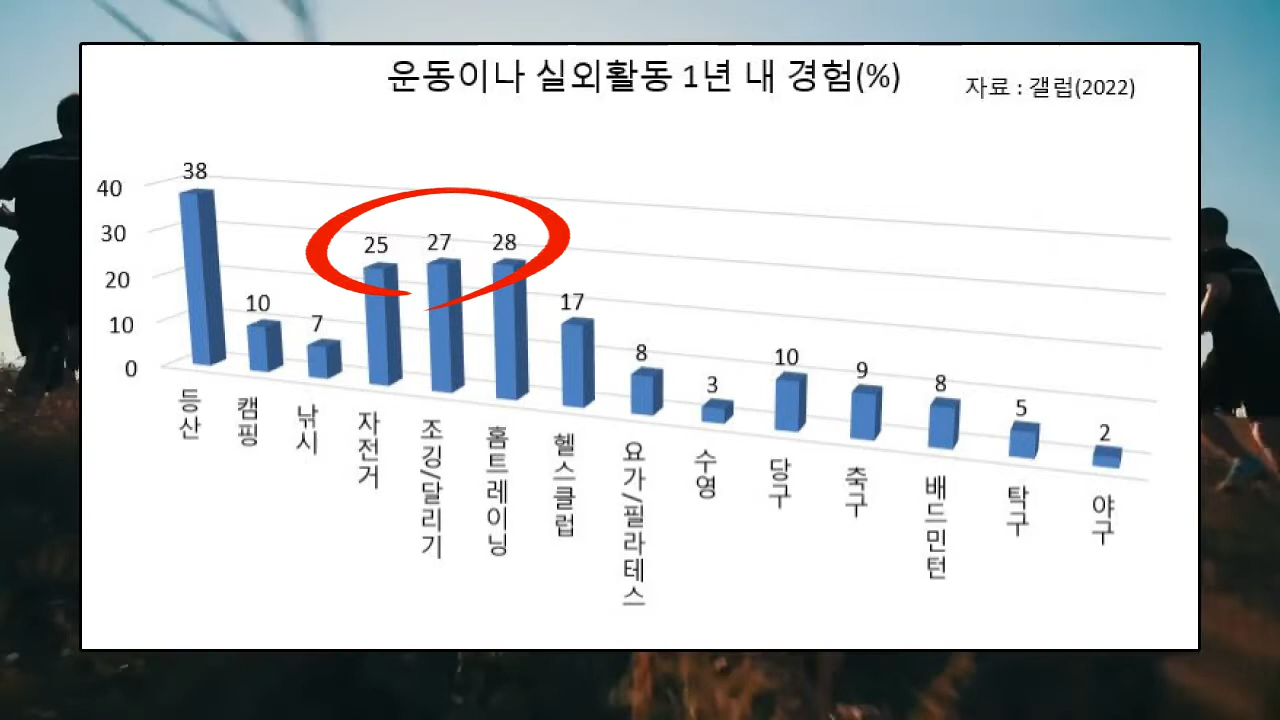 운동이나 실외활동 1년 내 경험(%)
자료 : 갤럽(2022)
40
30
20
10
0
38
10
7
25
27
28
17
8
3
10
9
8
5
2
등산
캠핑
낚시
자전거
조깅/달리기
홈트레이닝
헬스클럽
요가/필라테스
수영
당구
축구
배드민턴
탁구
야구